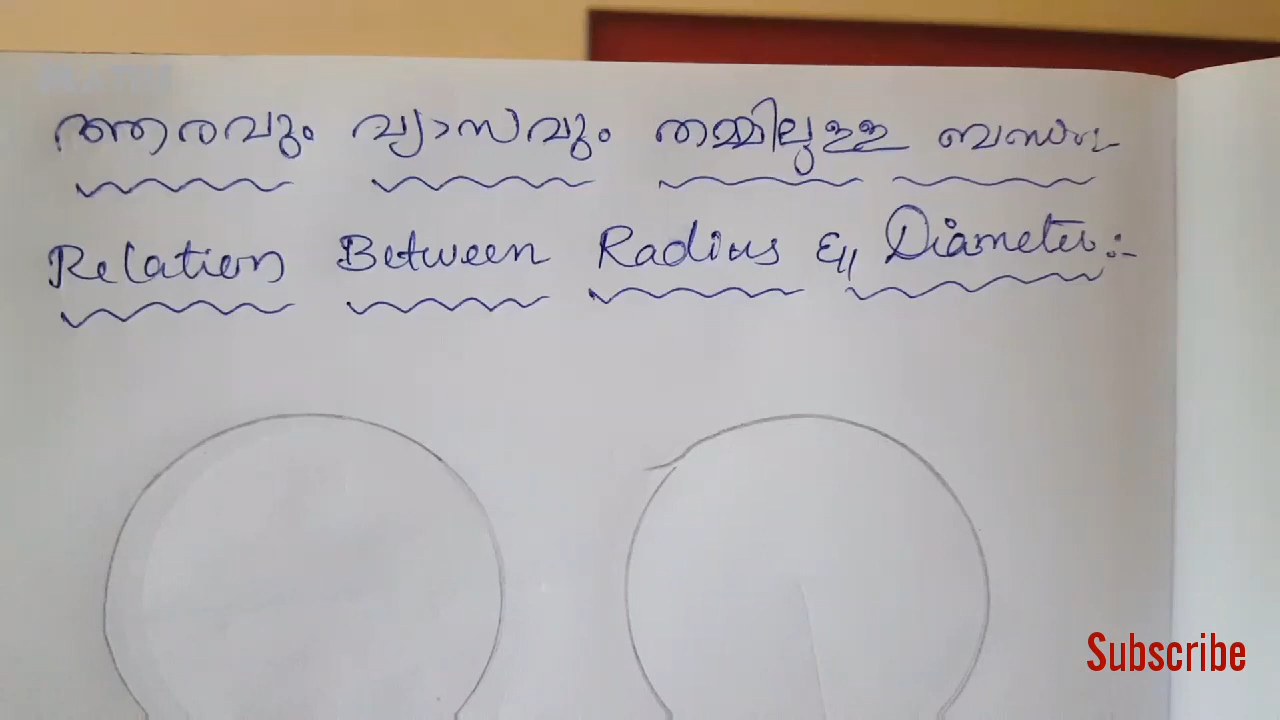 ആരവും വ്യാസവും തമ്മിലുള്ള ബന്ധം
Relation Between Radius & Diameter:-
Subscribe